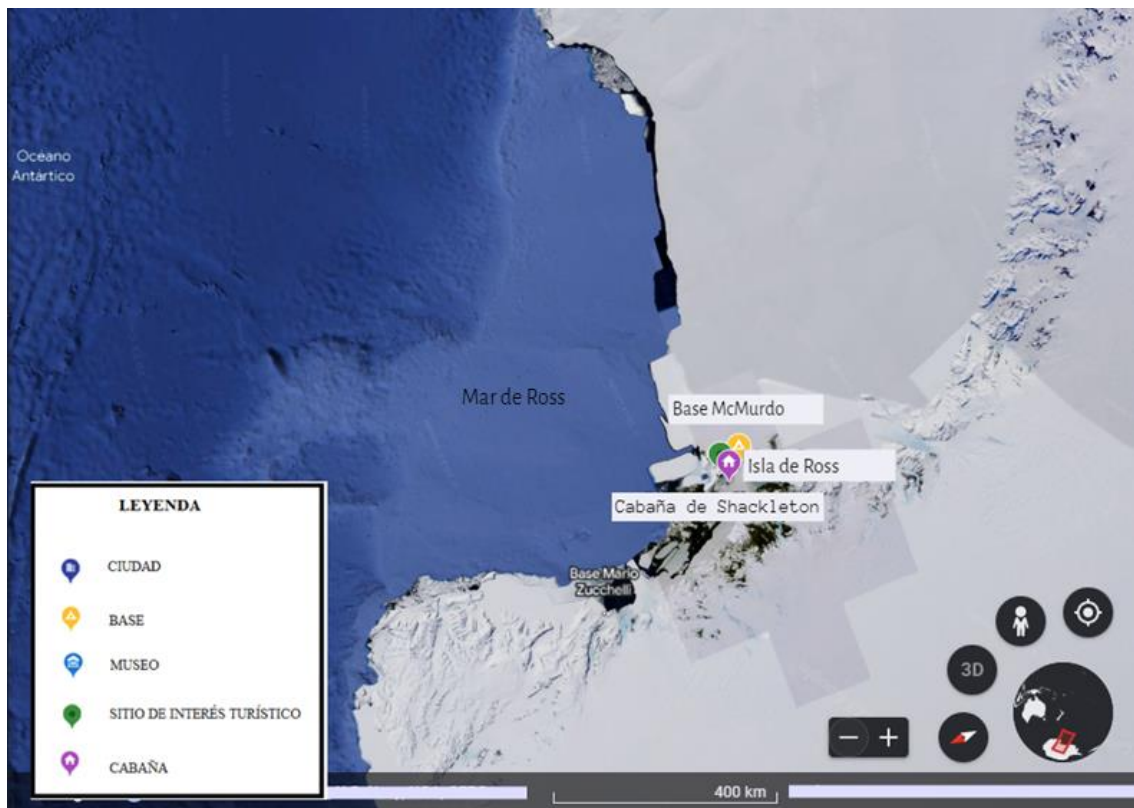 Oceano
Antártico
Mar de Ross
Base McMurdo
Isla de Ross
Cabaña de Shackleton
Base Mario
Zucchelli
LEYENDA
CIUDAD
BASE
MUSEO
SITIO DE INTERÉS TURÍSTICO
CABAÑA
3D
400 km